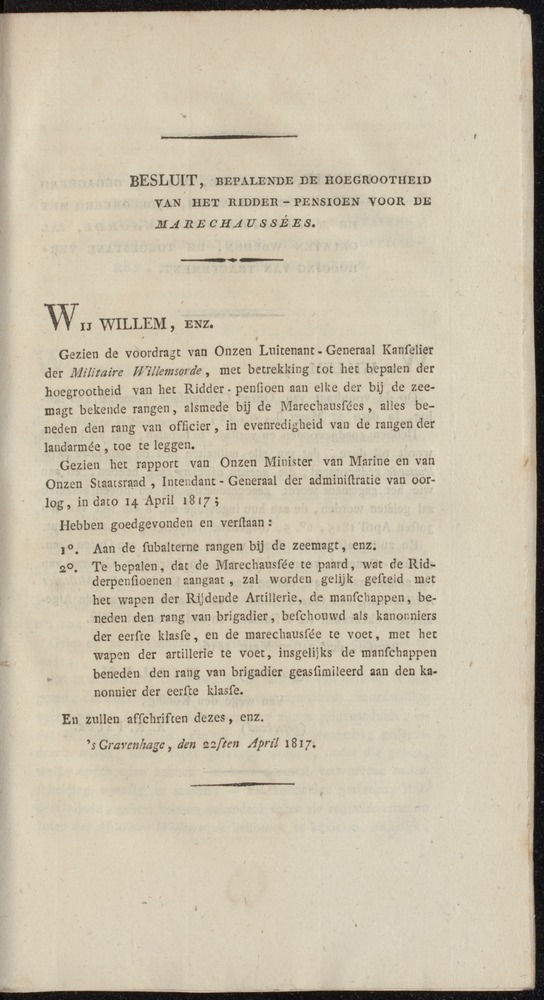 BESLUIT, BEPALENDE DE HOEGROOTHEID
VAN HET RIDDER-PENSIOEN VOOR DE
MARECHAUSSÉES.
WIJ WILLEM, ENZ.
Gezien de voordragt van Onzen Luitenant-Generaal Kanſelier
der Militaire Willemsorde, met betrekking tot het bepalen der
hoegrootheid van het Ridder-penſioen aan elke der bij de zee-
magt bekende rangen, alsmede bij de Marechausſées, alles be-
neden den rang van officier, in evenredigheid van de rangen der
landarmée, toe te leggen.
Gezien het rapport van Onzen Minister van Marine en van
Onzen Staatsraad, Intendant-Generaal der adminiſtratie van oor-
log, in dato 14 April 1817;
Hebben goedgevonden en verſtaan:
1º. Aan de ſubalterne rangen bij de zeemagt, enz.
2º. Te bepalen, dat de Marechausſée te paard, wat de Rid-
derpenſioenen aangaat, zal worden gelijk geſteld met
het wapen der Rijdende Artillerie, de manſchappen, be-
neden den rang van brigadier, beſchouwd als kanonniers
der eerſte klasſe, en de marechausſée te voet, met het
wapen der artillerie te voet, insgelijks de manſchappen
beneden den rang van brigadier geasſimileerd aan den ka-
nonnier der eerſte klasſe.
En zullen afſchriften dezes, enz.
's Gravenhage, den 22ſten April 1817.